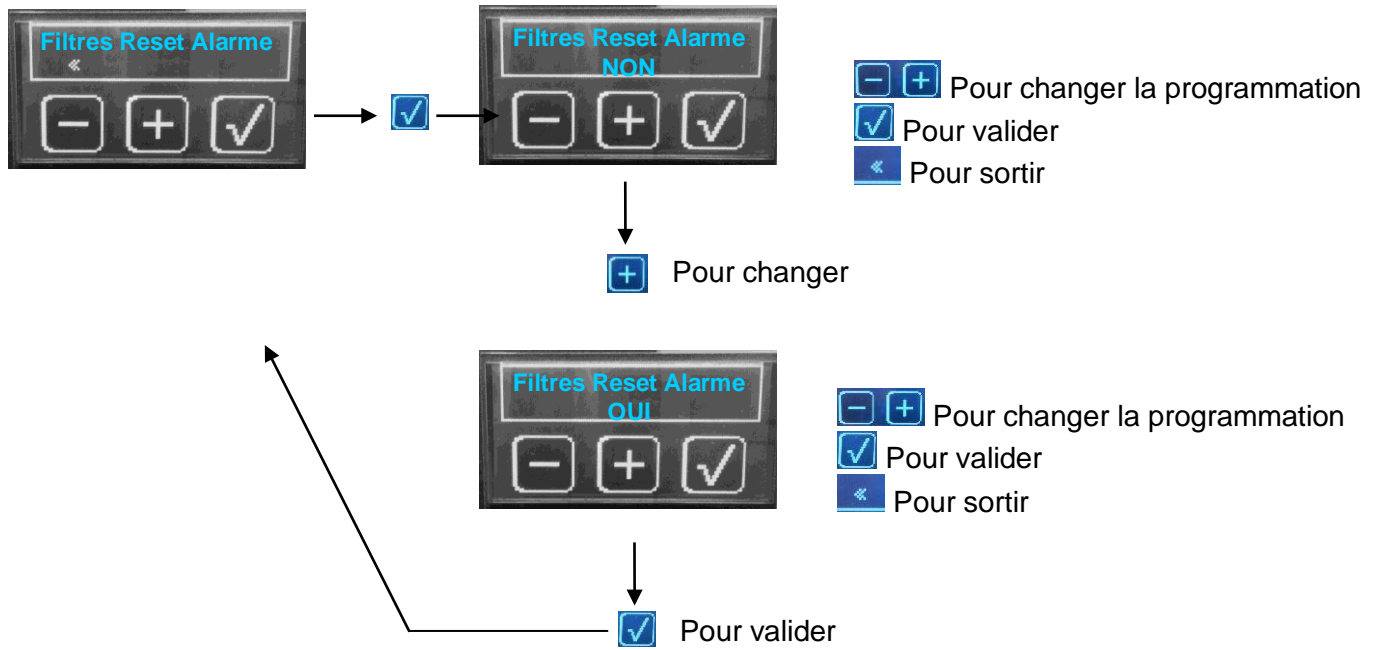 Filtres Reset Alarme
«
Filtres Reset Alarme
NON
Pour changer la programmation
Pour valider
« Pour sortir
Pour changer
Filtres Reset Alarme
OUI
Pour changer la programmation
Pour valider
« Pour sortir
Pour valider